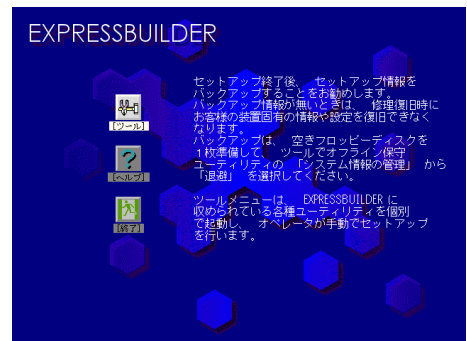 EXPRESSBUILDER
セットアップ終了後、 セットアップ情報を
バックアップすることをお勧めします。
バックアップ情報が無いときは、 修理復旧時に
お客様の装置固有の情報や設定を復旧できなく
なります。
バックアップは、 空きフロッピーディスクを
1枚準備して、 ツールでオフライン保守
ユーティリティの 「システム情報の管理」 から
「退避」 を選択してください。
[ツール]
[ヘルプ]
ツールメニューは、 EXPRESSBUILDER に
収められている各種ユーティリティを個別
で起動し、 オペレータが手動でセットアップ
を行います。
[終了]